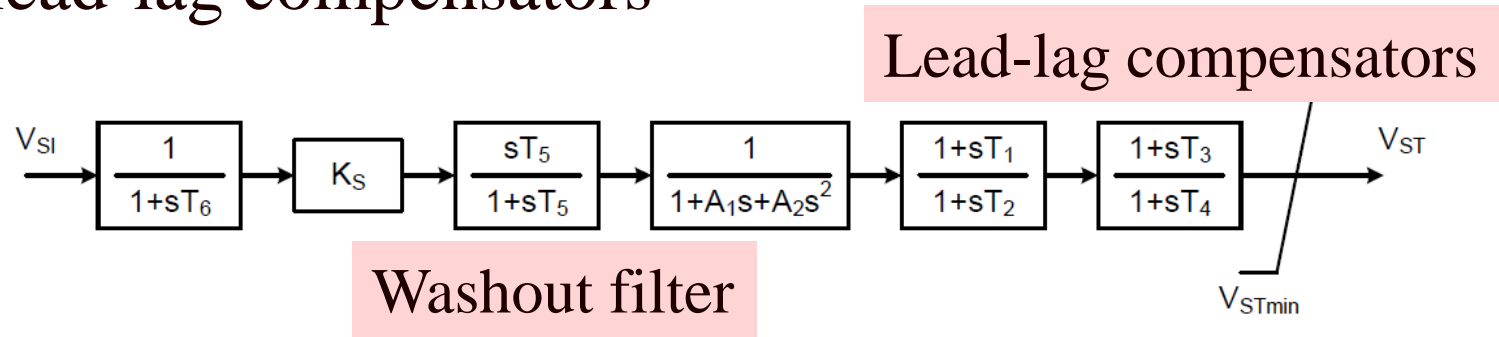 lead-lag compensators
Lead-lag compensators
V_SI
1
1+sT_6
K_S
sT_5
1+sT_5
1
1+A_1s+A_2s^2
1+sT_1
1+sT_2
1+sT_3
1+sT_4
V_ST
Washout filter
V_STmin